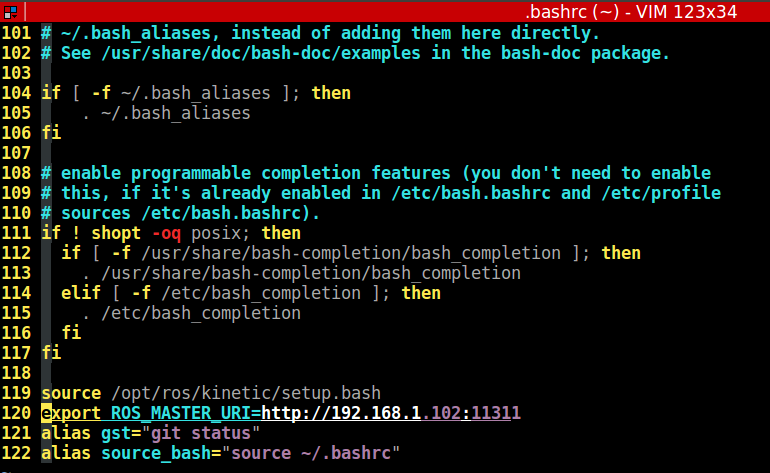 .bashrc (~) - VIM 123x34
101 # ~/.bash_aliases, instead of adding them here directly.
102 # See /usr/share/doc/bash-doc/examples in the bash-doc package.
103
104 if [ -f ~/.bash_aliases ]; then
105     . ~/.bash_aliases
106 fi
107
108 # enable programmable completion features (you don't need to enable
109 # this, if it's already enabled in /etc/bash.bashrc and /etc/profile
110 # sources /etc/bash.bashrc).
111 if ! shopt -oq posix; then
112   if [ -f /usr/share/bash-completion/bash_completion ]; then
113     . /usr/share/bash-completion/bash_completion
114   elif [ -f /etc/bash_completion ]; then
115     . /etc/bash_completion
116   fi
117 fi
118
119 source /opt/ros/kinetic/setup.bash
120 export ROS_MASTER_URI=http://192.168.1.102:11311
121 alias gst="git status"
122 alias source_bash="source ~/.bashrc"